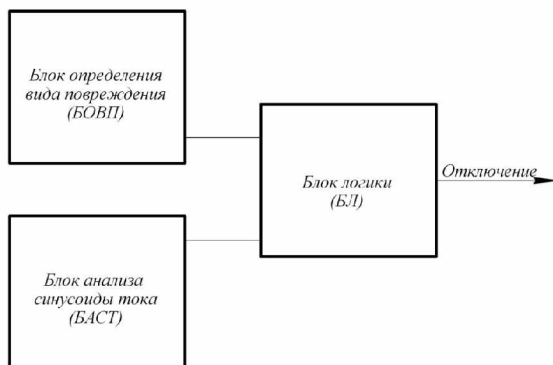 Блок определения
вида повреждения
(БОВП)
Блок логики
(БЛ)
Отключение
Блок анализа
синусоиды тока
(БАСТ)